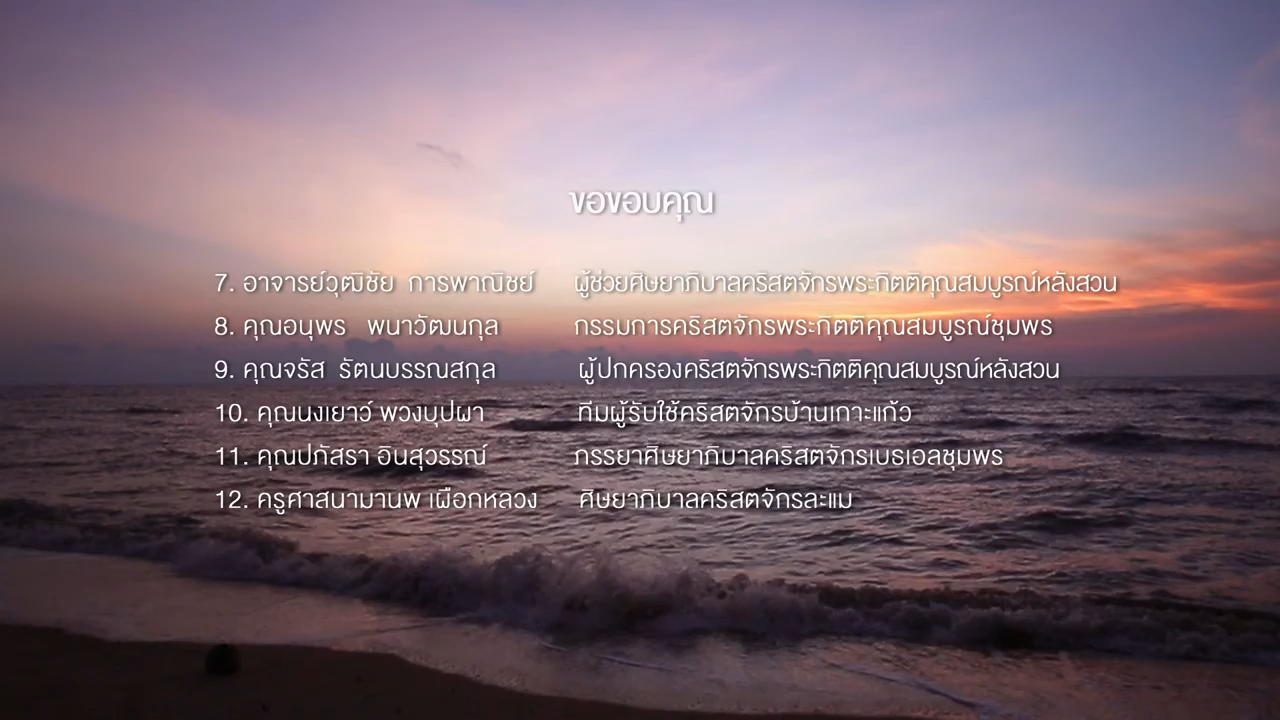 ขอขอบคุณ
7. อาจารย์วุฒิชัย การพาณิชย์ ผู้ช่วยศิษยาภิบาลคริสตจักรพระกิตติคุณสมบูรณ์หลังสวน
8. คุณอนุพร พนาวัฒนกุล กรรมการคริสตจักรพระกิตติคุณสมบูรณ์ชุมพร
9. คุณจรัส รัตนบรรณสกุล ผู้ปกครองคริสตจักรพระกิตติคุณสมบูรณ์หลังสวน
10. คุณนงเยาว์ พวงบุปผา ทีมผู้รับใช้คริสตจักรบ้านเกาะแก้ว
11. คุณปภัสรา อินสุวรรณ์ ภรรยาศิษยาภิบาลคริสตจักรเบธเอลชุมพร
12. ครูศาสนามานพ เผือกหลวง ศิษยาภิบาลคริสตจักรละแม